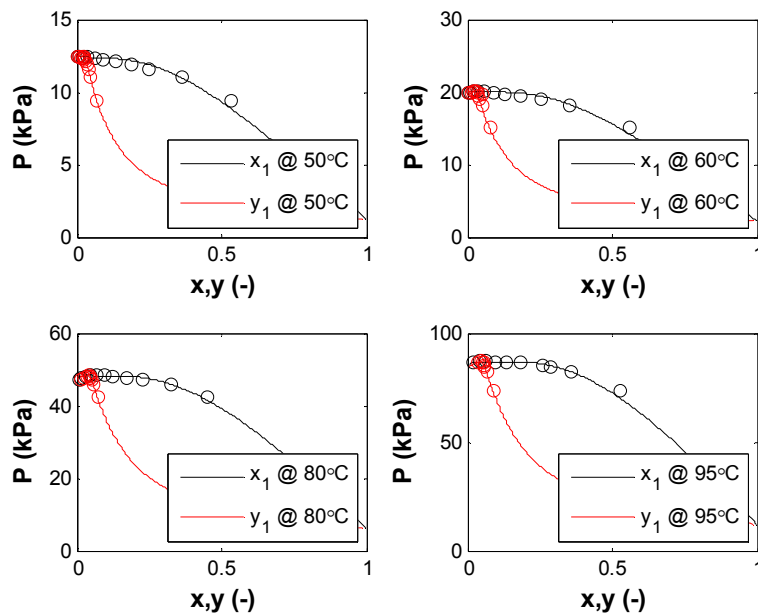 15
10
5
0
P (kPa)
0
0.5
1
x,y (-)
x1 @ 50°C
y1 @ 50°C
30
20
10
0
P (kPa)
0
0.5
1
x,y (-)
x1 @ 60°C
y1 @ 60°C
60
40
20
0
P (kPa)
0
0.5
1
x,y (-)
x1 @ 80°C
y1 @ 80°C
100
50
0
P (kPa)
0
0.5
1
x,y (-)
x1 @ 95°C
y1 @ 95°C